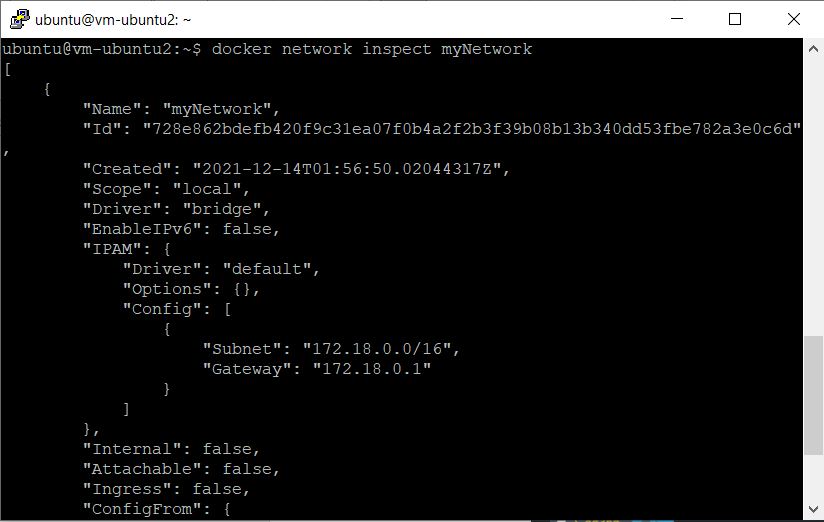 ubuntu@vm-ubuntu2: ~
ubuntu@vm-ubuntu2:~$ docker network inspect myNetwork
[
    {
        "Name": "myNetwork",
        "Id": "728e862bdefb420f9c31ea07f0b4a2f2b3f39b08b13b340dd53fbe782a3e0c6d"
,
        "Created": "2021-12-14T01:56:50.02044317Z",
        "Scope": "local",
        "Driver": "bridge",
        "EnableIPv6": false,
        "IPAM": {
            "Driver": "default",
            "Options": {},
            "Config": [
                {
                    "Subnet": "172.18.0.0/16",
                    "Gateway": "172.18.0.1"
                }
            ]
        },
        "Internal": false,
        "Attachable": false,
        "Ingress": false,
        "ConfigFrom": {